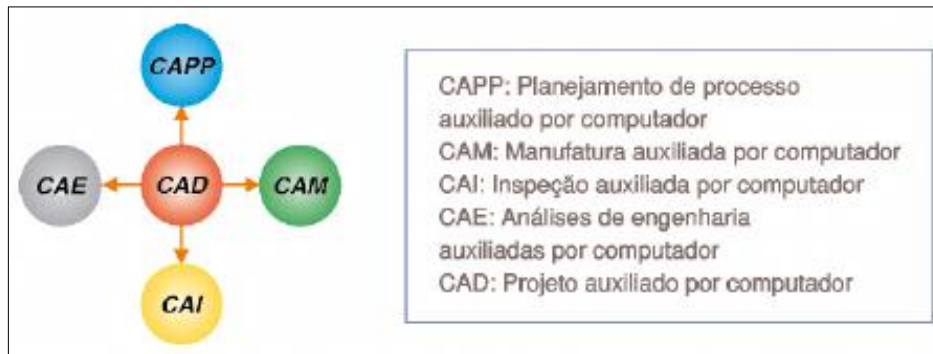 CAPP
CAE
CAD
CAM
CAI
CAPP: Planejamento de processo
auxiliado por computador
CAM: Manufatura auxiliada por computador
CAI: Inspeção auxiliada por computador
CAE: Análises de engenharia
auxiliadas por computador
CAD: Projeto auxiliado por computador